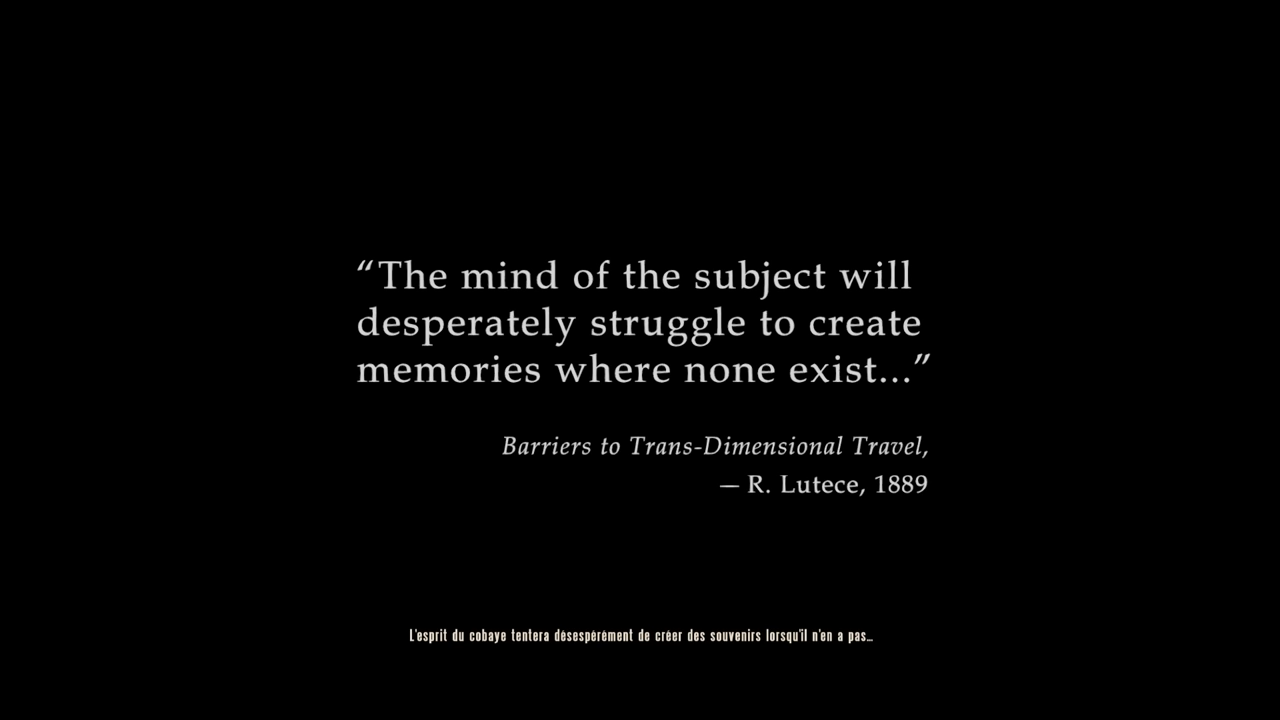 “The mind of the subject will
desperately struggle to create
memories where none exist...”
Barriers to Trans-Dimensional Travel,
— R. Lutece, 1889
L'esprit du cobaye tentera désespérément de créer des souvenirs lorsqu'il n'en a pas...